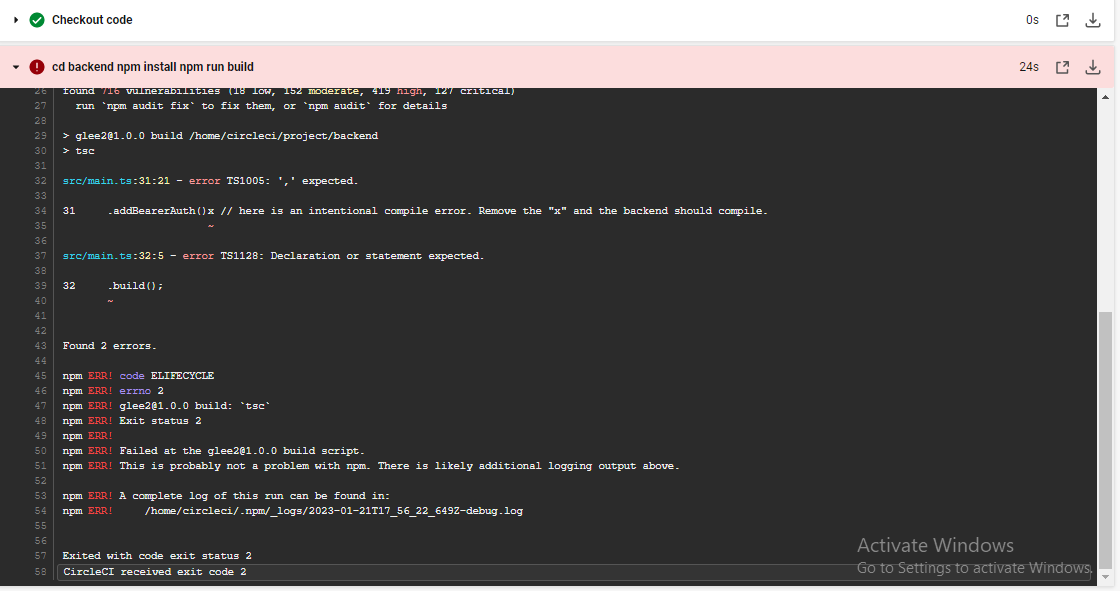 Checkout code 0s
cd backend npm install npm run build 24s
26 found 716 vulnerabilities (18 low, 152 moderate, 419 high, 127 critical)
27 run `npm audit fix` to fix them, or `npm audit` for details
28
29 > glee2@1.0.0 build /home/circleci/project/backend
30 > tsc
31
32 src/main.ts:31:21 - error TS1005: ',' expected.
33
34 31 .addBearerAuth()x // here is an intentional compile error. Remove the "x" and the backend should compile.
35 ~
36
37 src/main.ts:32:5 - error TS1128: Declaration or statement expected.
38
39 32 .build();
40 ~
41
42
43 Found 2 errors.
44
45 npm ERR! code ELIFECYCLE
46 npm ERR! errno 2
47 npm ERR! glee2@1.0.0 build: `tsc`
48 npm ERR! Exit status 2
49 npm ERR!
50 npm ERR! Failed at the glee2@1.0.0 build script.
51 npm ERR! This is probably not a problem with npm. There is likely additional logging output above.
52
53 npm ERR! A complete log of this run can be found in:
54 npm ERR! /home/circleci/.npm/_logs/2023-01-21T17_56_22_649Z-debug.log
55
56
57 Exited with code exit status 2
58 CircleCI received exit code 2
Activate Windows
Go to Settings to activate Windows.